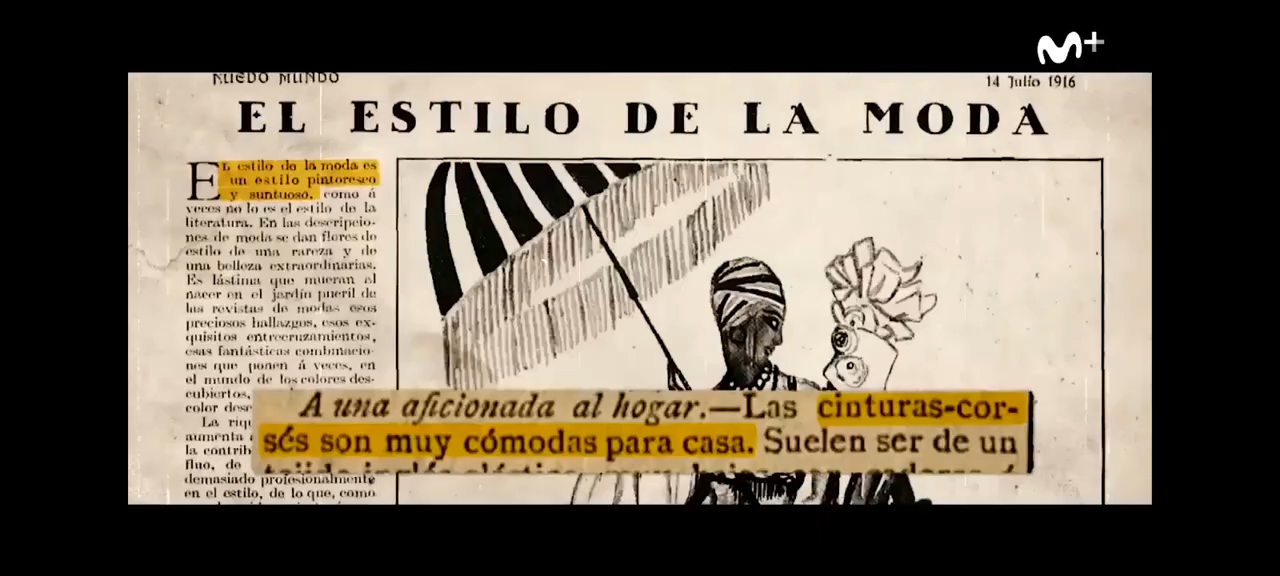 M+
NUEVO MUNDO
14 Julio 1916
EL ESTILO DE LA MODA
EL estilo de la moda es
un estilo pintoresco
y suntuoso, como á
veces no lo es el estilo de la
literatura. En las descripcio-
nes de moda se dan flores de
estilo de una rareza y de
una belleza extraordinarias.
Es lástima que mueran al
nacer en el jardín pueril de
las revistas de modas esos
preciosos hallazgos, esos ex-
quisitos entrecruzamientos,
esas fantásticas combinacio-
nes que ponen á veces, en
el mundo de los colores des-
cubiertos,
color
La
aumenta
la
fluo, de
demasiado profesionalmente
en el estilo, de lo que, como
A una aficionada al hogar.—Las cinturas-cor-
sés son muy cómodas para casa. Suelen ser de un